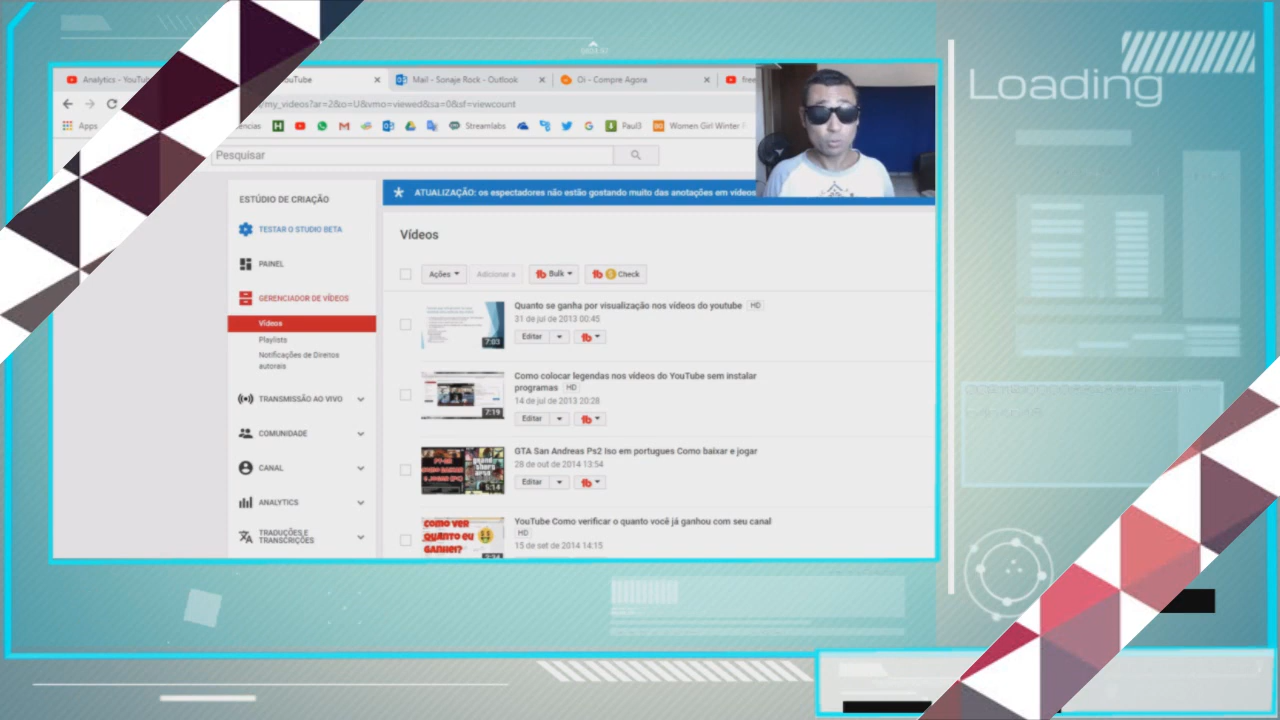 Loading
Analytics - YouTub
ouTube
Mail - Sonaje Rock - Outlook
Oi - Compre Agora
free
/my_videos?ar=2&o=U&vmo=viewed&sa=0&sf=viewcount
Apps
ências
Streamlabs
Paul3
Women Girl Winter
Pesquisar
ESTÚDIO DE CRIAÇÃO
TESTAR O STUDIO BETA
PAINEL
GERENCIADOR DE VÍDEOS
Vídeos
Playlists
Notificações de Direitos
autorais
TRANSMISSÃO AO VIVO
COMUNIDADE
CANAL
ANALYTICS
TRADUÇÕES E
TRANSCRIÇÕES
ATUALIZAÇÃO: os espectadores não estão gostando muito das anotações em vídeos
Vídeos
Ações
Adicionar a
Bulk
Check
Quanto se ganha por visualização nos vídeos do youtube HD
31 de jul de 2013 00:45
Editar
7:03
Como colocar legendas nos vídeos do YouTube sem instalar
programas HD
14 de jul de 2013 20:28
Editar
7:19
GTA San Andreas Ps2 Iso em portugues Como baixar e jogar
28 de out de 2014 13:54
Editar
5:14
YouTube Como verificar o quanto você já ganhou com seu canal
HD
15 de set de 2014 14:15
COMO VER
QUANTO EU
GANHEI?